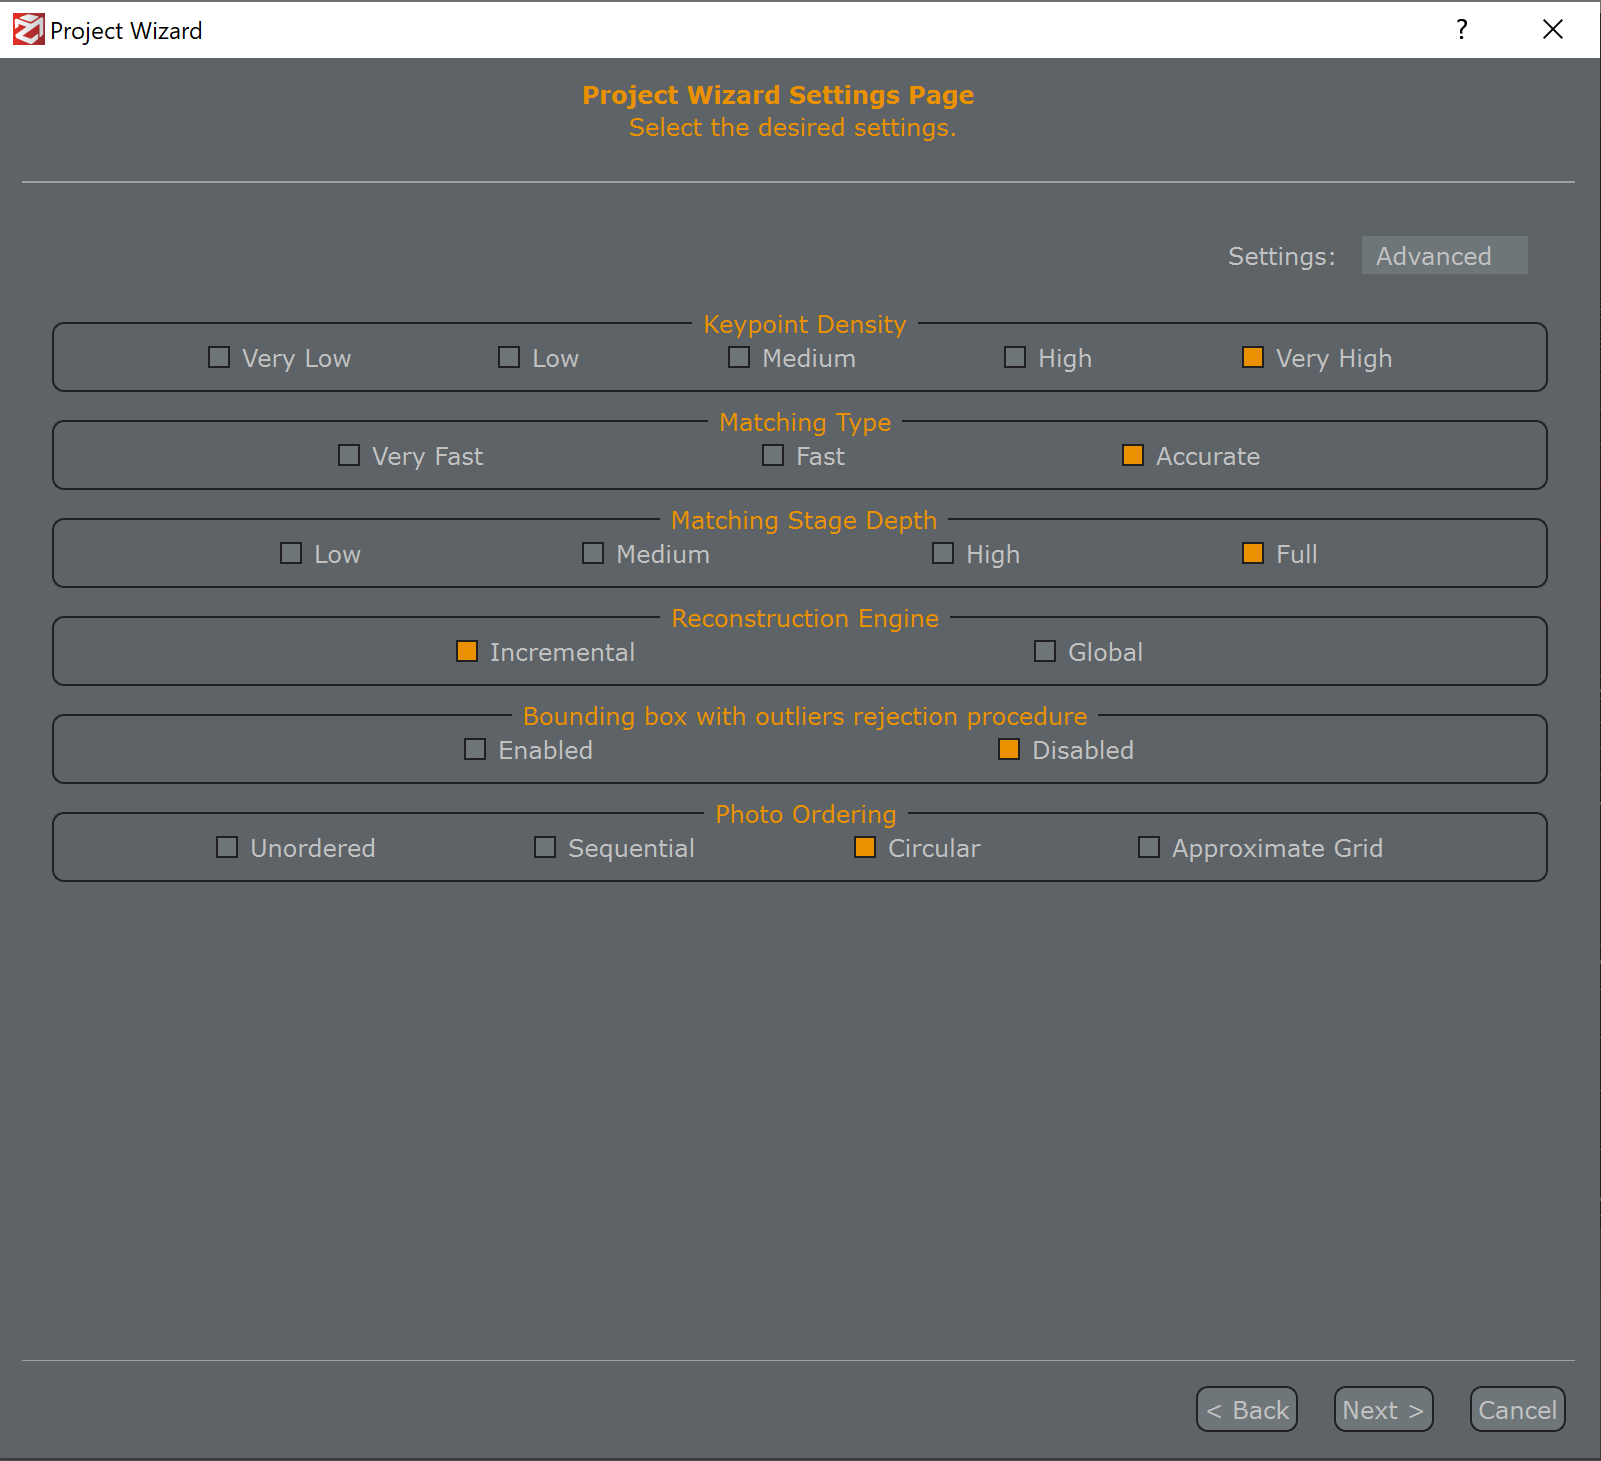 Project Wizard
?
Project Wizard Settings Page
Select the desired settings.
Settings: Advanced
Keypoint Density
Very Low Low Medium High Very High
Matching Type
Very Fast Fast Accurate
Matching Stage Depth
Low Medium High Full
Reconstruction Engine
Incremental Global
Bounding box with outliers rejection procedure
Enabled Disabled
Photo Ordering
Unordered Sequential Circular Approximate Grid
< Back Next > Cancel